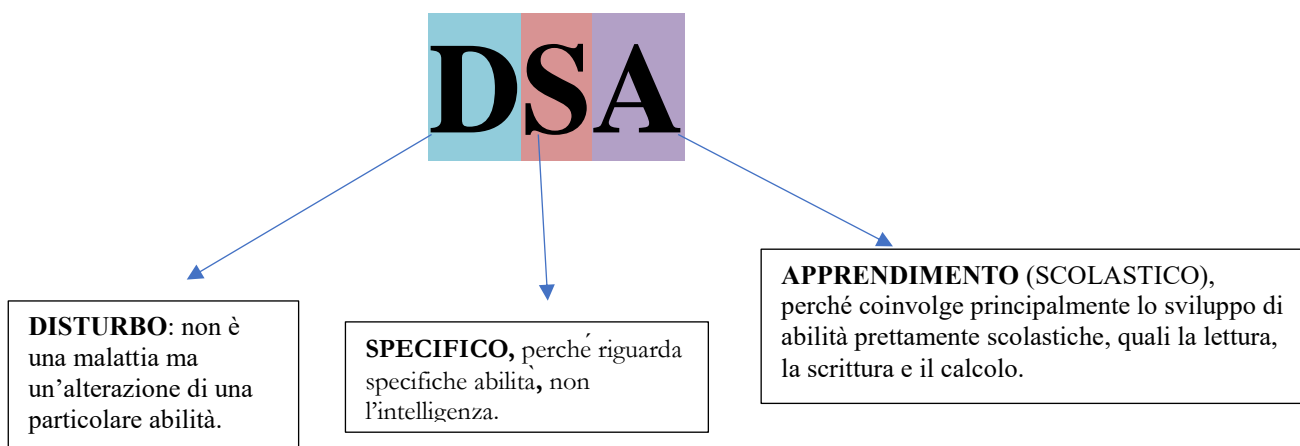 DSA
DISTURBO: non è
una malattia ma
un’alterazione di una
particolare abilità.
SPECIFICO, perché riguarda
specifiche abilità, non
l’intelligenza.
APPRENDIMENTO (SCOLASTICO),
perché coinvolge principalmente lo sviluppo di
abilità prettamente scolastiche, quali la lettura,
la scrittura e il calcolo.